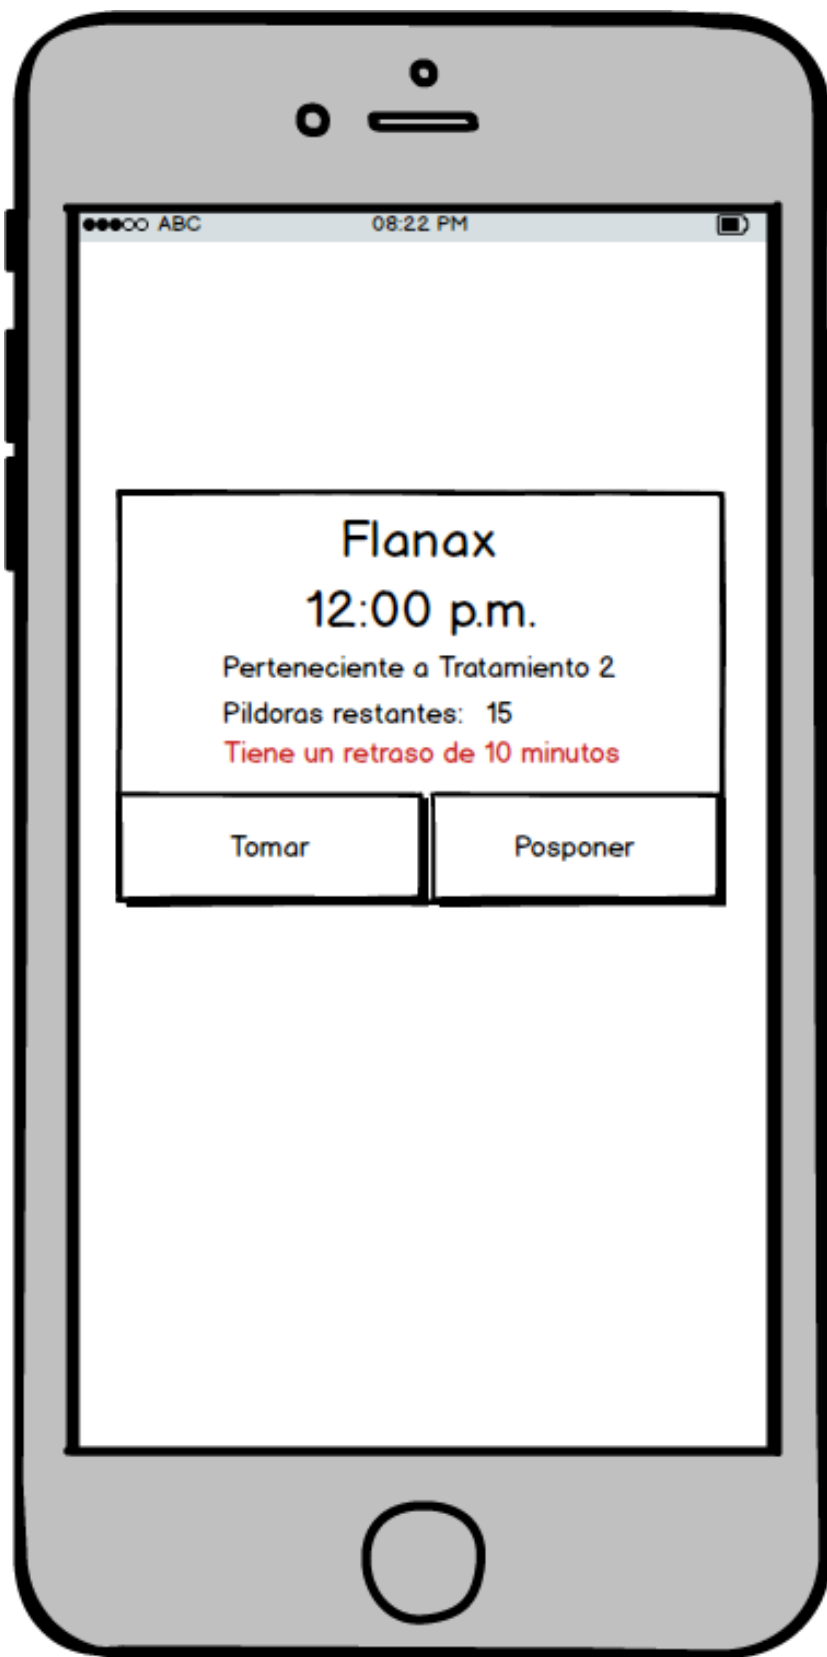 ABC 08:22 PM
Flanax
12:00 p.m.
Perteneciente a Tratamiento 2
Pildoras restantes: 15
Tiene un retraso de 10 minutos
Tomar Posponer